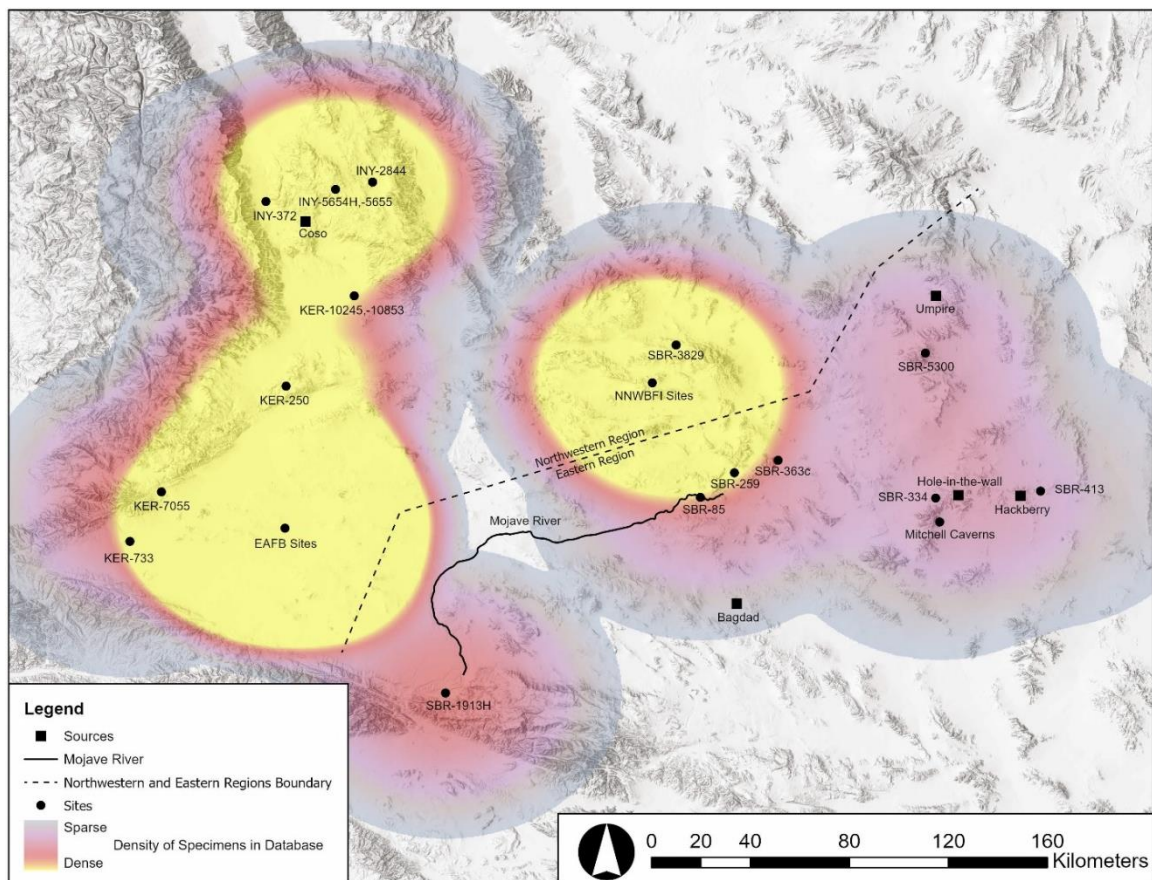 INY-2844
INY-5654H,-5655
INY-372
Coso
KER-10245,-10853
Umpire
SBR-3829
SBR-5300
NNWBFI Sites
KER-250
Northwestern Region
Eastern Region
SBR-363c
SBR-259
KER-7055
SBR-85
Hole-in-the-wall
SBR-334
SBR-413
Hackberry
Mojave River
EAFB Sites
Mitchell Caverns
KER-733
Bagdad
SBR-1913H
Legend
Sources
Mojave River
Northwestern and Eastern Regions Boundary
Sites
Sparse
Density of Specimens in Database
Dense
0 20 40 80 120 160
Kilometers